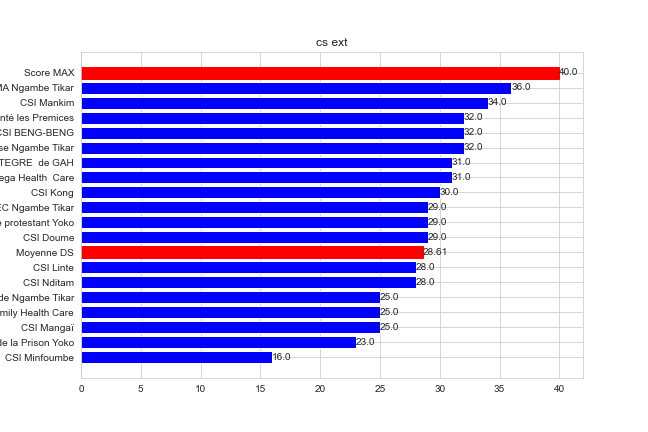 cs ext
Score MAX 40.0
MA Ngambe Tikar 36.0
CSI Mankim 34.0
nté les Premices 32.0
CSI BENG-BENG 32.0
se Ngambe Tikar 32.0
TEGRE de GAH 31.0
ega Health Care 31.0
CSI Kong 30.0
EC Ngambe Tikar 29.0
e protestant Yoko 29.0
CSI Doume 29.0
Moyenne DS 28.61
CSI Linte 28.0
CSI Nditam 28.0
de Ngambe Tikar 25.0
mily Health Care 25.0
CSI Mangaï 25.0
de la Prison Yoko 23.0
CSI Minfoumbe 16.0
0 5 10 15 20 25 30 35 40